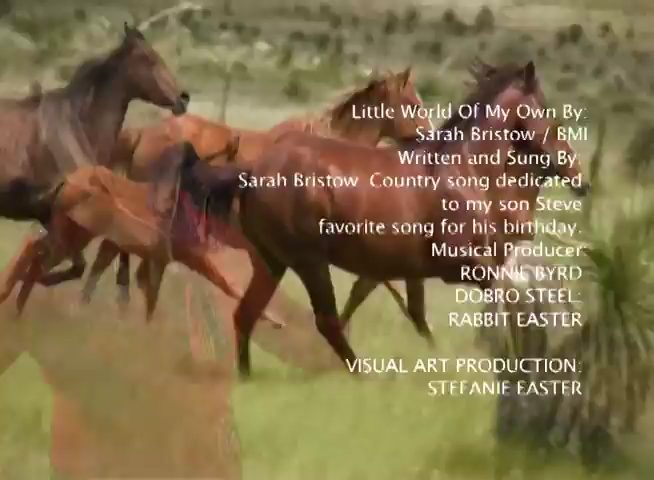 Little World Of My Own By:
Sarah Bristow / BMI
Written and Sung By:
Sarah Bristow Country song dedicated
to my son Steve
favorite song for his birthday.
Musical Producer:
RONNIE BYRD
DOBRO STEEL:
RABBIT EASTER
VISUAL ART PRODUCTION:
STEFANIE EASTER